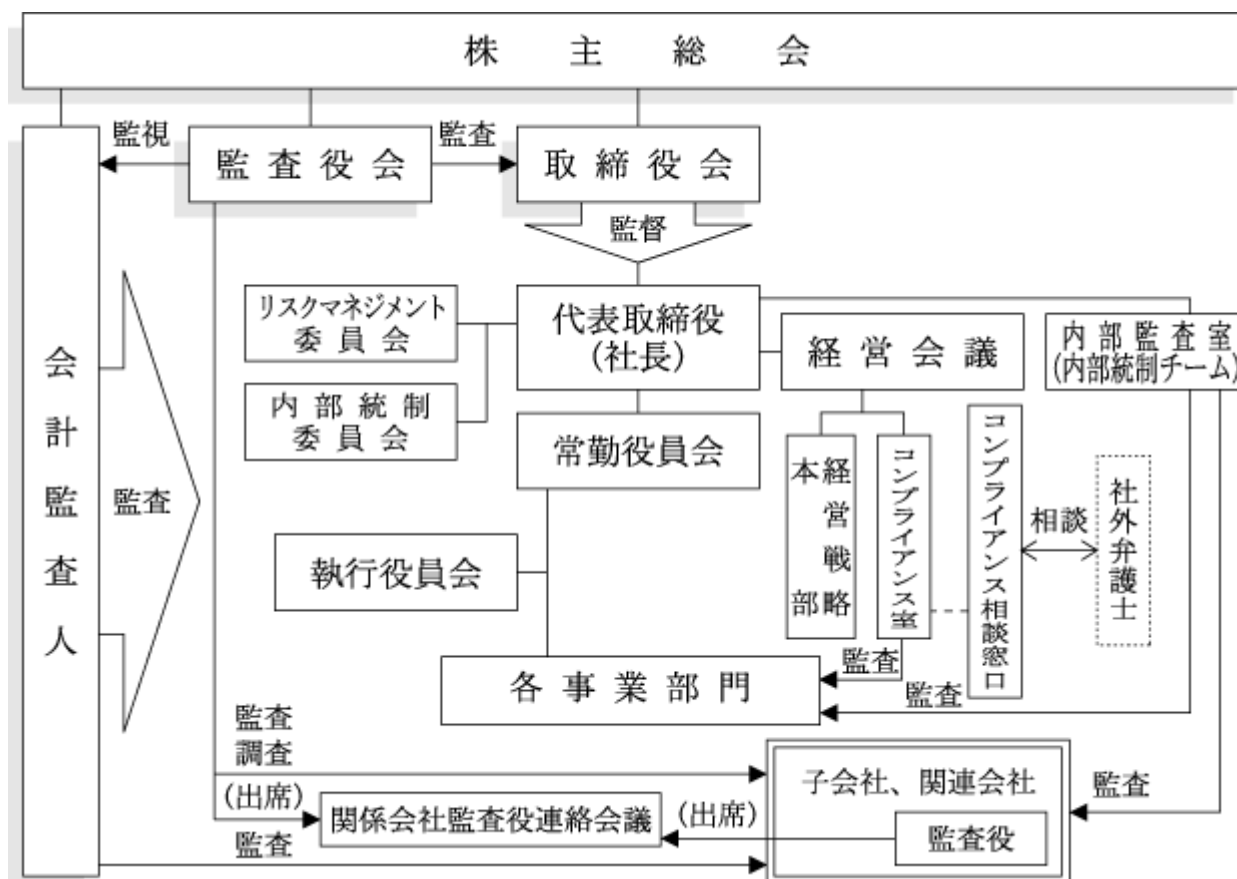 株主総会
監視
監査役会
監査
取締役会
監督
リスクマネジメント
委員会
代表取締役
(社長)
経営会議
内部監査室
(内部統制チーム)
内部統制
委員会
常勤役員会
会計監査人
監査
執行役員会
経営戦略
本部
コンプライアンス室
コンプライアンス相談窓口
相談
社外弁護士
監査
各事業部門
監査
監査
調査
子会社、関連会社
監査
(出席)
関係会社監査役連絡会議
(出席)
監査役
監査